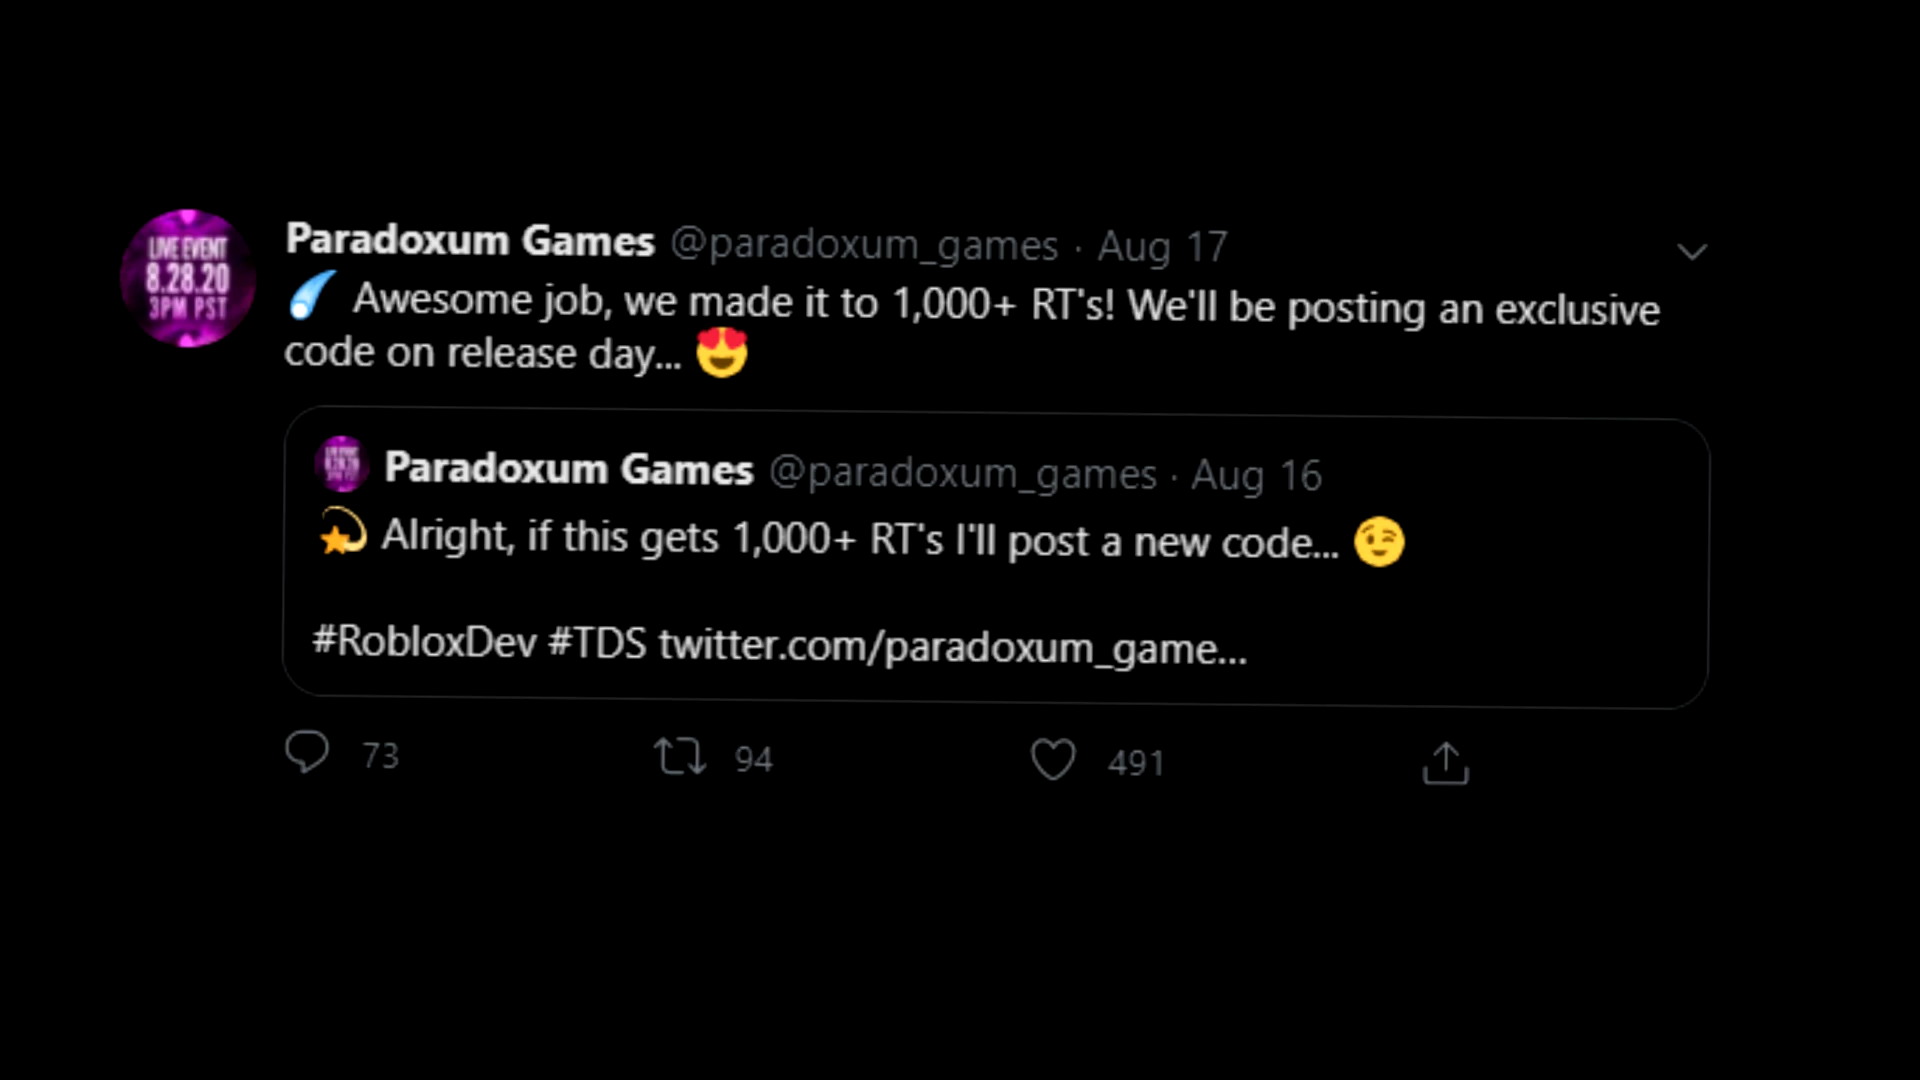 LIVE EVENT
8.28.20
3PM PST
Paradoxum Games @paradoxum_games · Aug 17
☄️ Awesome job, we made it to 1,000+ RT's! We'll be posting an exclusive
code on release day... 😍
Paradoxum Games @paradoxum_games · Aug 16
💫 Alright, if this gets 1,000+ RT's I'll post a new code... 😉
#RobloxDev #TDS twitter.com/paradoxum_game...
73 94 491